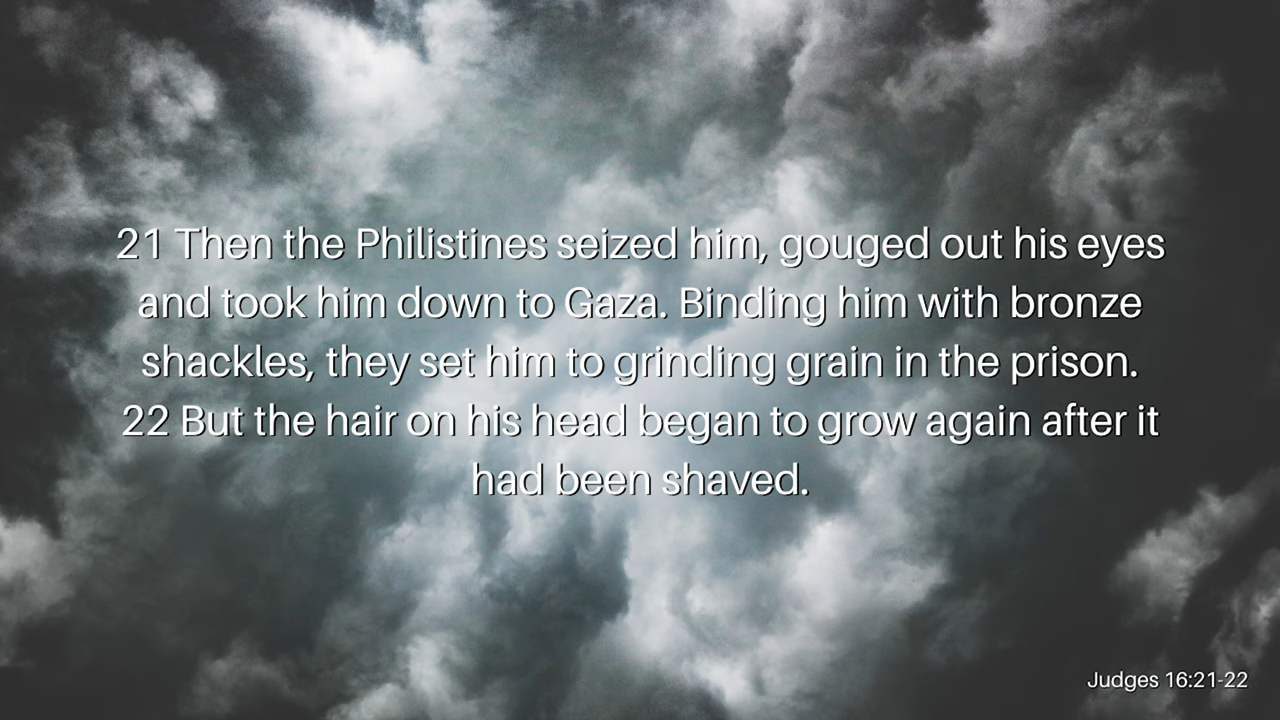 21 Then the Philistines seized him, gouged out his eyes
and took him down to Gaza. Binding him with bronze
shackles, they set him to grinding grain in the prison.
22 But the hair on his head began to grow again after it
had been shaved.
Judges 16:21-22